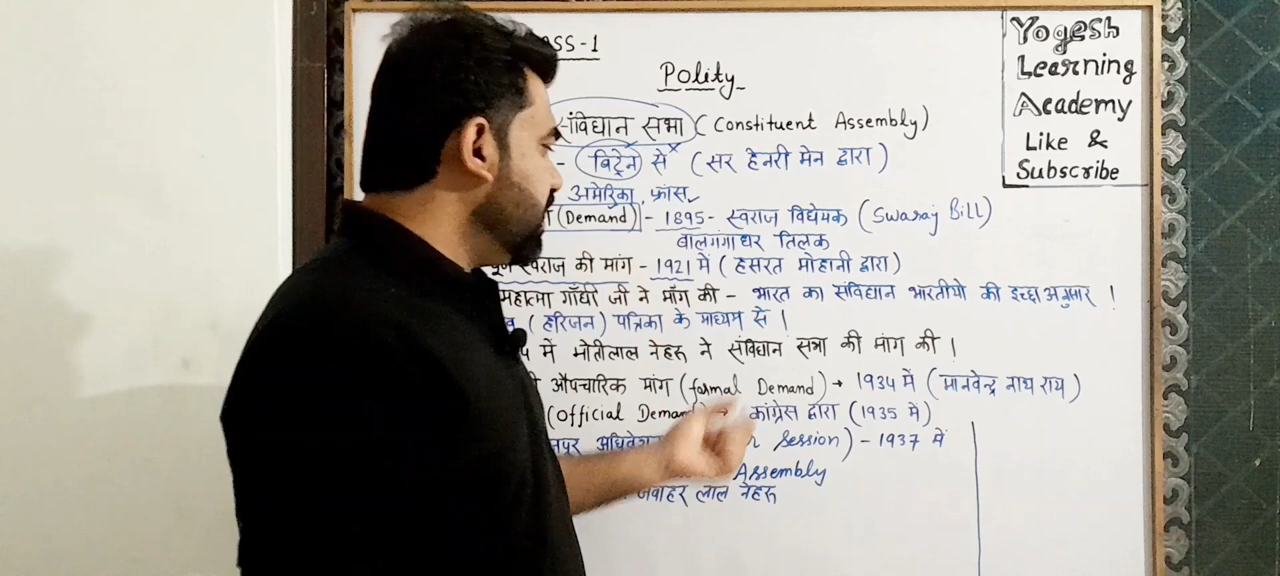 SS-1
Yogesh
Learning
Academy
Like &
Subscribe
Polity
संविधान सभा (Constituent Assembly)
- ब्रिट्रेन से (सर हेनरी मेन द्वारा)
अमेरिका, फ्रांस
(Demand) - 1895 - स्वराज विधेयक (Swaraj Bill)
बालगंगाधर तिलक
स्वराज की मांग - 1921 में (हसरत मोहानी द्वारा)
महात्मा गाँधी जी ने माँग की - भारत का संविधान भारतीयो की इच्छा अनुसार !
(हरिजन) पत्रिका के माध्यम से ।
में मोतीलाल नेहरू ने संविधान सभा की मांग की ।
औपचारिक मांग (formal Demand) → 1934 में (मानवेन्द्र नाथ राय)
(Official Demand) कांग्रेस द्वारा (1935 में)
Session) - 1937 में
Assembly
जवाहर लाल नेहरू